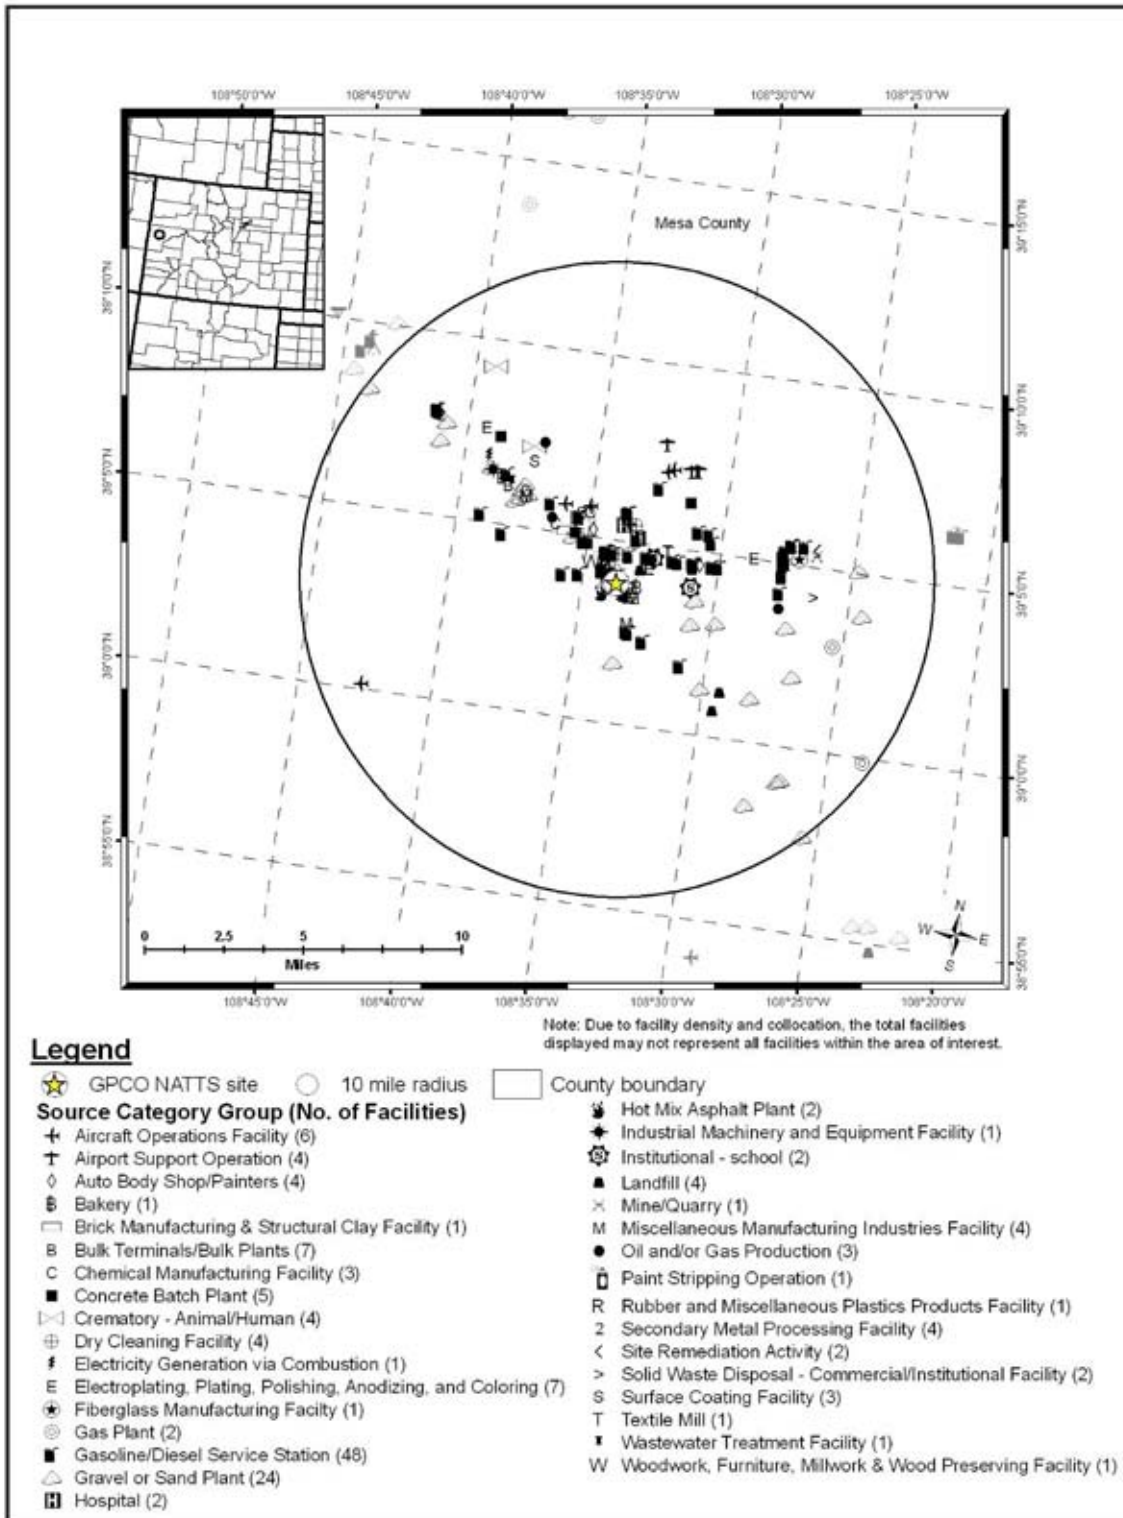 108°50'0"W 108°45'0"W 108°40'0"W 108°35'0"W 108°30'0"W 108°25'0"W
Mesa County
39°15'0"N
39°10'0"N
39°10'0"N
39°5'0"N
39°5'0"N
39°0'0"N
39°0'0"N
38°55'0"N
38°55'0"N
N
W E
S
0 2.5 5 10
Miles
108°45'0"W 108°40'0"W 108°35'0"W 108°30'0"W 108°25'0"W 108°20'0"W
Note: Due to facility density and collocation, the total facilities
displayed may not represent all facilities within the area of interest.
Legend
GPCO NATTS site 10 mile radius County boundary
Source Category Group (No. of Facilities)
Aircraft Operations Facility (6)
Airport Support Operation (4)
Auto Body Shop/Painters (4)
Bakery (1)
Brick Manufacturing & Structural Clay Facility (1)
B Bulk Terminals/Bulk Plants (7)
C Chemical Manufacturing Facility (3)
Concrete Batch Plant (5)
Crematory - Animal/Human (4)
Dry Cleaning Facility (4)
Electricity Generation via Combustion (1)
E Electroplating, Plating, Polishing, Anodizing, and Coloring (7)
Fiberglass Manufacturing Facilty (1)
Gas Plant (2)
Gasoline/Diesel Service Station (48)
Gravel or Sand Plant (24)
H Hospital (2)
Hot Mix Asphalt Plant (2)
Industrial Machinery and Equipment Facility (1)
S Institutional - school (2)
Landfill (4)
Mine/Quarry (1)
M Miscellaneous Manufacturing Industries Facility (4)
Oil and/or Gas Production (3)
Paint Stripping Operation (1)
R Rubber and Miscellaneous Plastics Products Facility (1)
2 Secondary Metal Processing Facility (4)
< Site Remediation Activity (2)
> Solid Waste Disposal - Commercial/Institutional Facility (2)
S Surface Coating Facility (3)
T Textile Mill (1)
Wastewater Treatment Facility (1)
W Woodwork, Furniture, Millwork & Wood Preserving Facility (1)